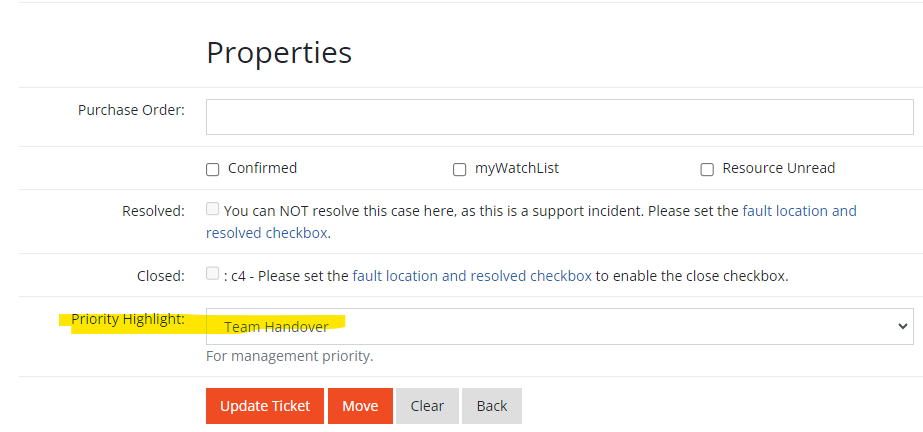 Properties
Purchase Order:
Confirmed myWatchList Resource Unread
Resolved: You can NOT resolve this case here, as this is a support incident. Please set the fault location and
resolved checkbox.
Closed: : c4 - Please set the fault location and resolved checkbox to enable the close checkbox.
Priority Highlight: Team Handover
For management priority.
Update Ticket Move Clear Back